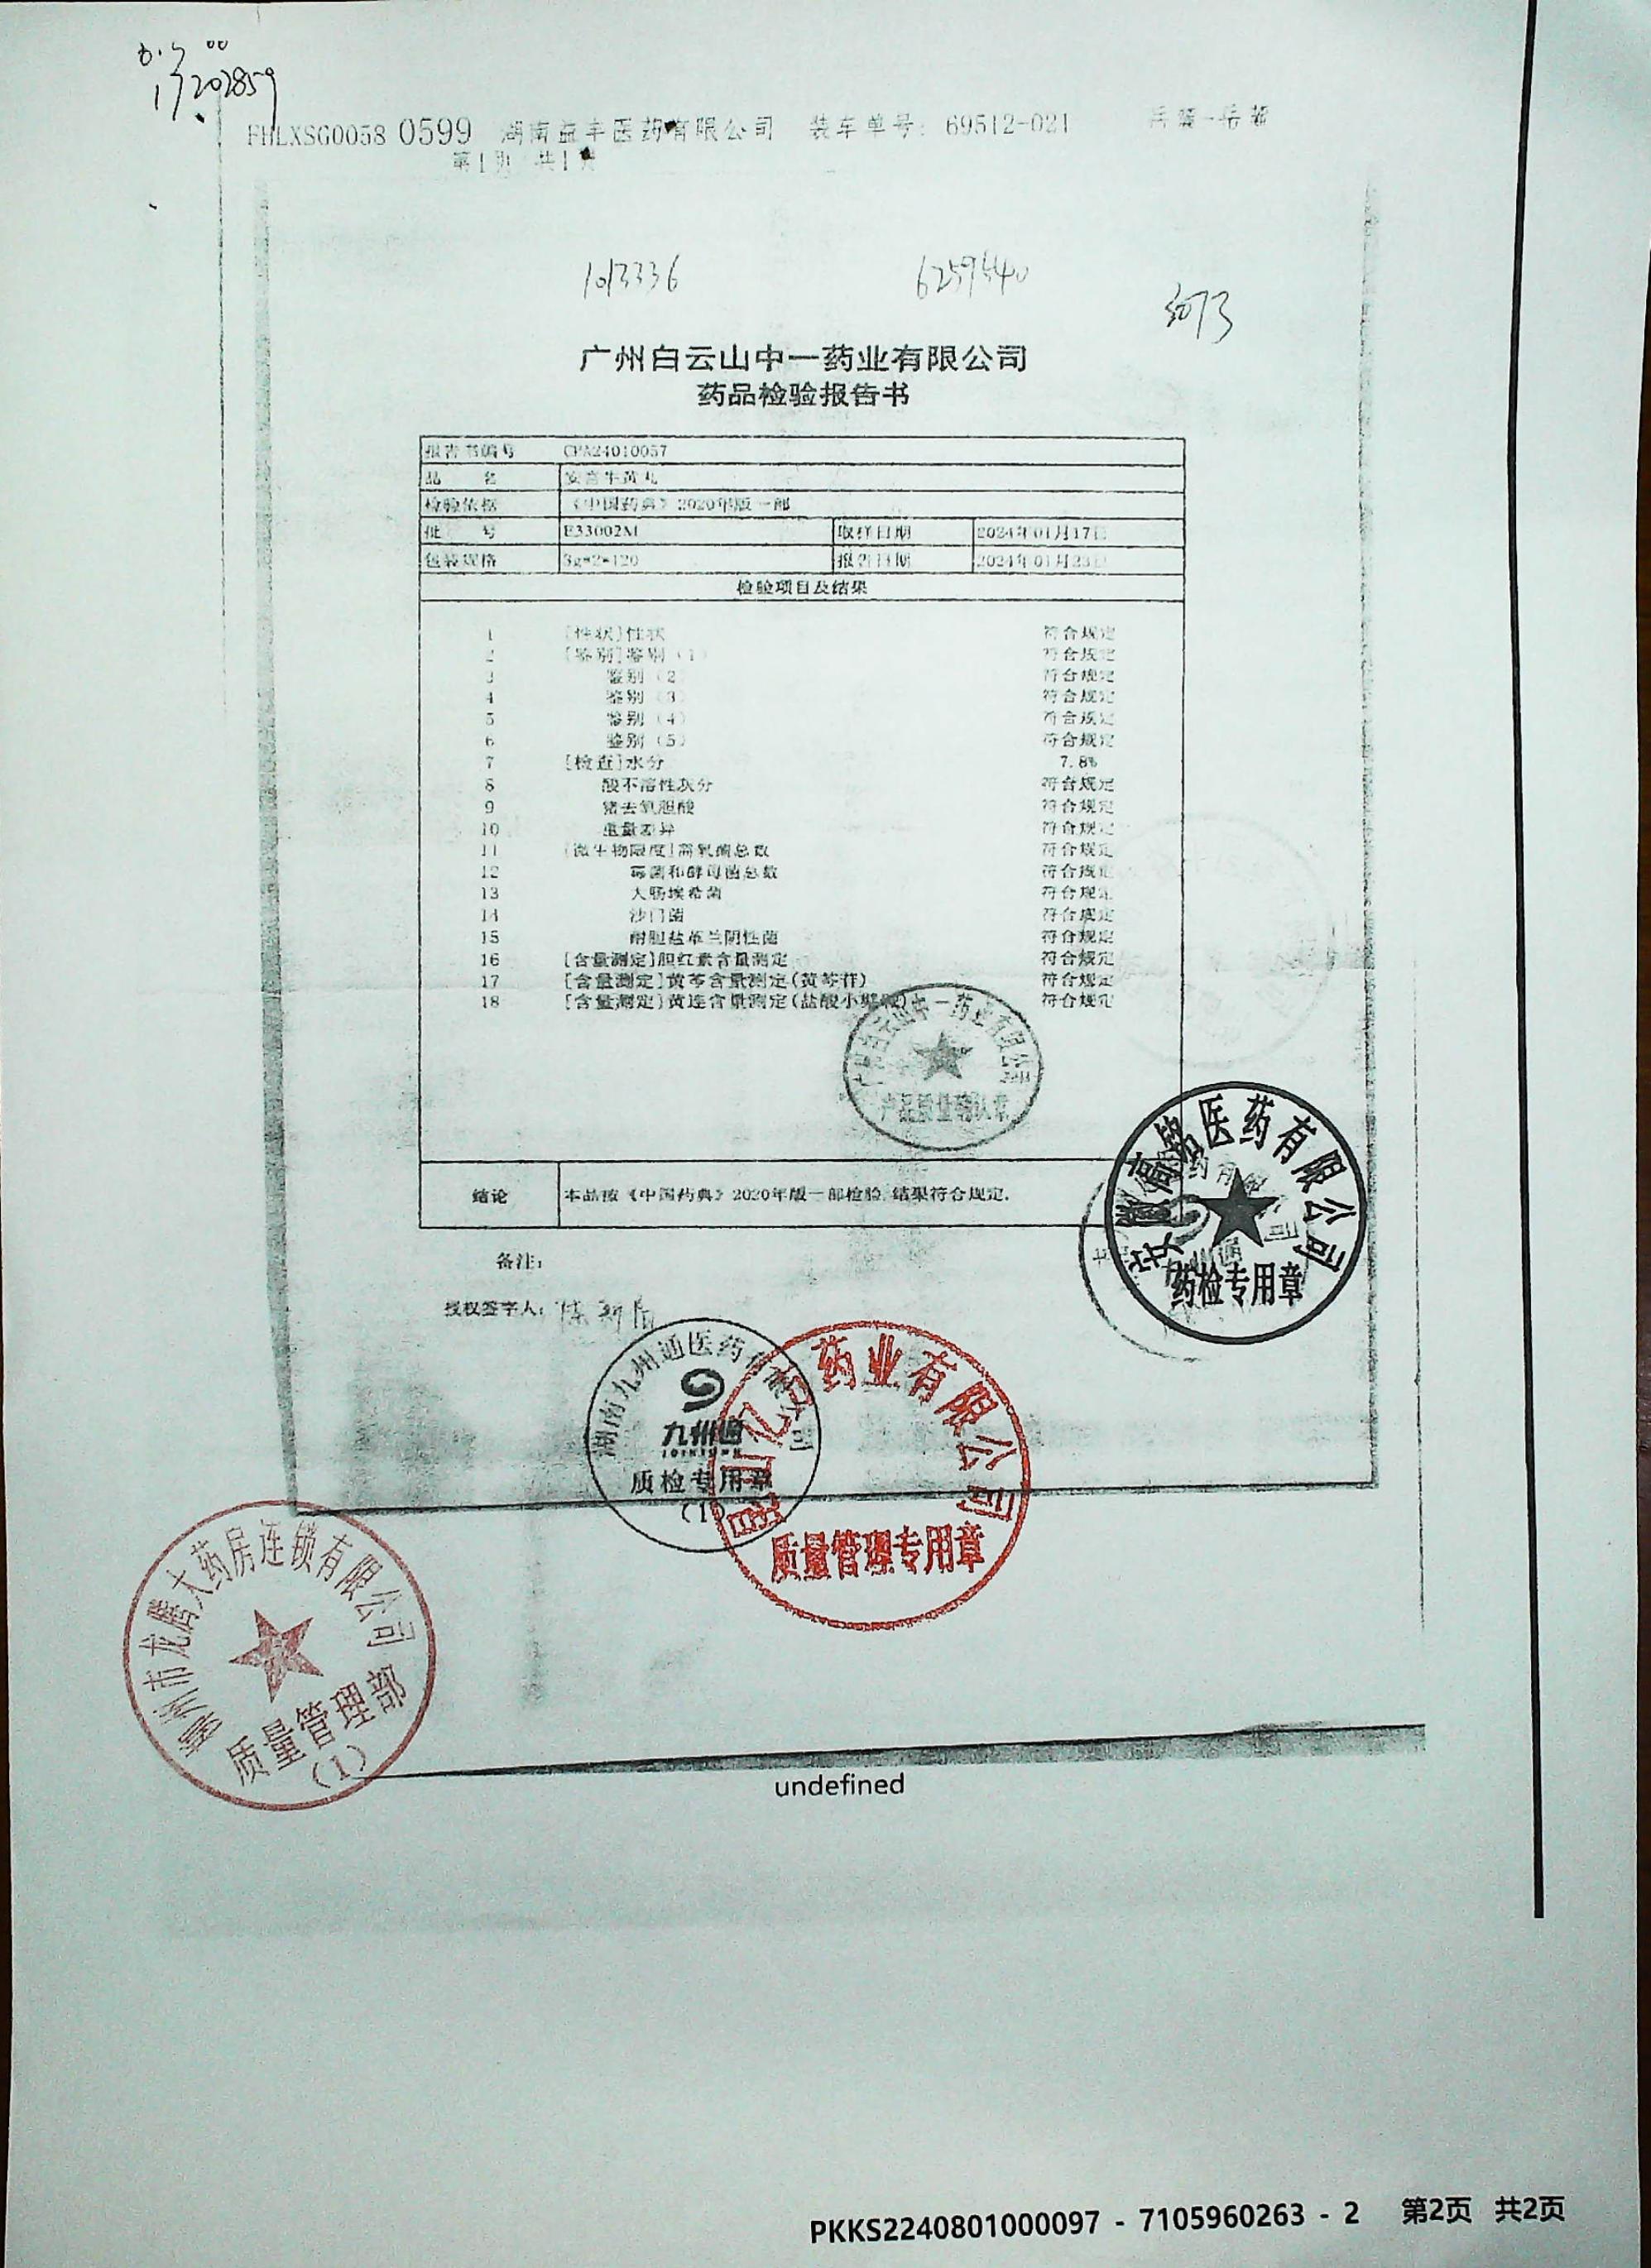 17202859
FHLXSG0058 0599 湖南益丰医药有限公司 装车单号: 69512-021
第1页 共1页
1013336 6259440
广州白云山中一药业有限公司
药品检验报告书
报告书编号 CPA24010057
品 名 安宫牛黄丸
检验依据 《中国药典》2020年版一部
批 号 E33002M 取样日期 2024年01月17日
包装规格 3g*2*120 报告日期 2024年01月23日
检验项目及结果
1 [性状]性状 符合规定
2 [鉴别]鉴别(1) 符合规定
3 鉴别(2) 符合规定
4 鉴别(3) 符合规定
5 鉴别(4) 符合规定
6 鉴别(5) 符合规定
7 [检查]水分 7.8%
8 酸不溶性灰分 符合规定
9 猪去氧胆酸 符合规定
10 重量差异 符合规定
11 [微生物限度]需氧菌总数 符合规定
12 霉菌和酵母菌总数 符合规定
13 大肠埃希菌 符合规定
14 沙门菌 符合规定
15 耐胆盐革兰阴性菌 符合规定
16 [含量测定]胆红素含量测定 符合规定
17 [含量测定]黄芩含量测定(黄芩苷) 符合规定
18 [含量测定]黄连含量测定(盐酸小檗碱) 符合规定
广州白云山中一药业有限公司
结论 本品按《中国药典》2020年版一部检验,结果符合规定.
医药有限公司
药检专用章
备注:
授权签字人:
湖南九州通医药有限公司
九州通
JOINTOWN
质检专用章
(1)
药业有限公司
质量管理专用章
市龙腾大药房连锁有限公司
质量管理部
(1)
undefined
PKKS2240801000097 - 7105960263 - 2 第2页 共2页